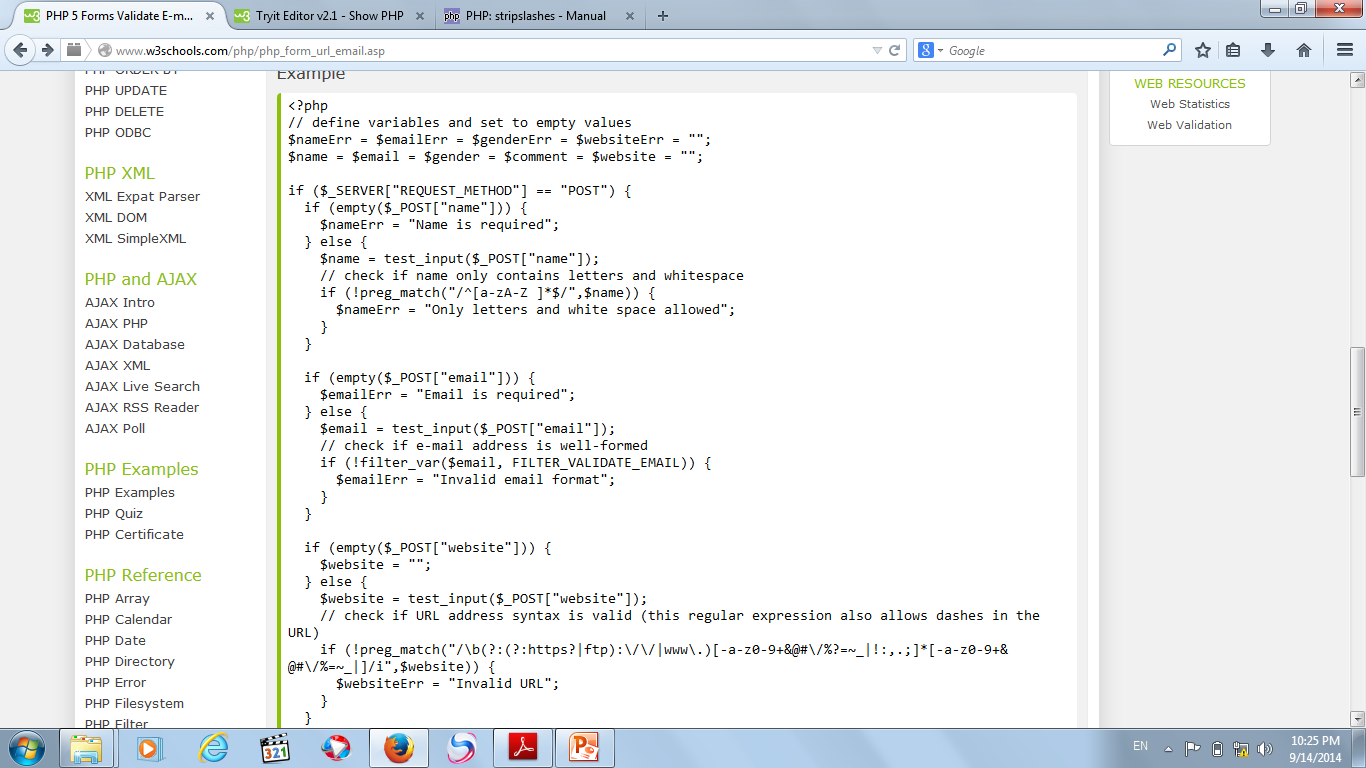 PHP 5 Forms Validate E-m...
Tryit Editor v2.1 - Show PHP
php PHP: stripslashes - Manual
www.w3schools.com/php/php_form_url_email.asp
Google
PHP ORDER BY
PHP UPDATE
PHP DELETE
PHP ODBC
PHP XML
XML Expat Parser
XML DOM
XML SimpleXML
PHP and AJAX
AJAX Intro
AJAX PHP
AJAX Database
AJAX XML
AJAX Live Search
AJAX RSS Reader
AJAX Poll
PHP Examples
PHP Examples
PHP Quiz
PHP Certificate
PHP Reference
PHP Array
PHP Calendar
PHP Date
PHP Directory
PHP Error
PHP Filesystem
PHP Filter
Example
<?php
// define variables and set to empty values
$nameErr = $emailErr = $genderErr = $websiteErr = "";
$name = $email = $gender = $comment = $website = "";
if ($_SERVER["REQUEST_METHOD"] == "POST") {
  if (empty($_POST["name"])) {
    $nameErr = "Name is required";
  } else {
    $name = test_input($_POST["name"]);
    // check if name only contains letters and whitespace
    if (!preg_match("/^[a-zA-Z ]*$/",$name)) {
      $nameErr = "Only letters and white space allowed";
    }
  }
  if (empty($_POST["email"])) {
    $emailErr = "Email is required";
  } else {
    $email = test_input($_POST["email"]);
    // check if e-mail address is well-formed
    if (!filter_var($email, FILTER_VALIDATE_EMAIL)) {
      $emailErr = "Invalid email format";
    }
  }
  if (empty($_POST["website"])) {
    $website = "";
  } else {
    $website = test_input($_POST["website"]);
    // check if URL address syntax is valid (this regular expression also allows dashes in the
URL)
    if (!preg_match("/\b(?:(?:https?|ftp):\/\/|www\.)[-a-z0-9+&@#\/%?=~_|!:,.;]*[-a-z0-9+&
@#\/%=~_|]/i",$website)) {
      $websiteErr = "Invalid URL";
    }
  }
WEB RESOURCES
Web Statistics
Web Validation
321
EN
10:25 PM
9/14/2014